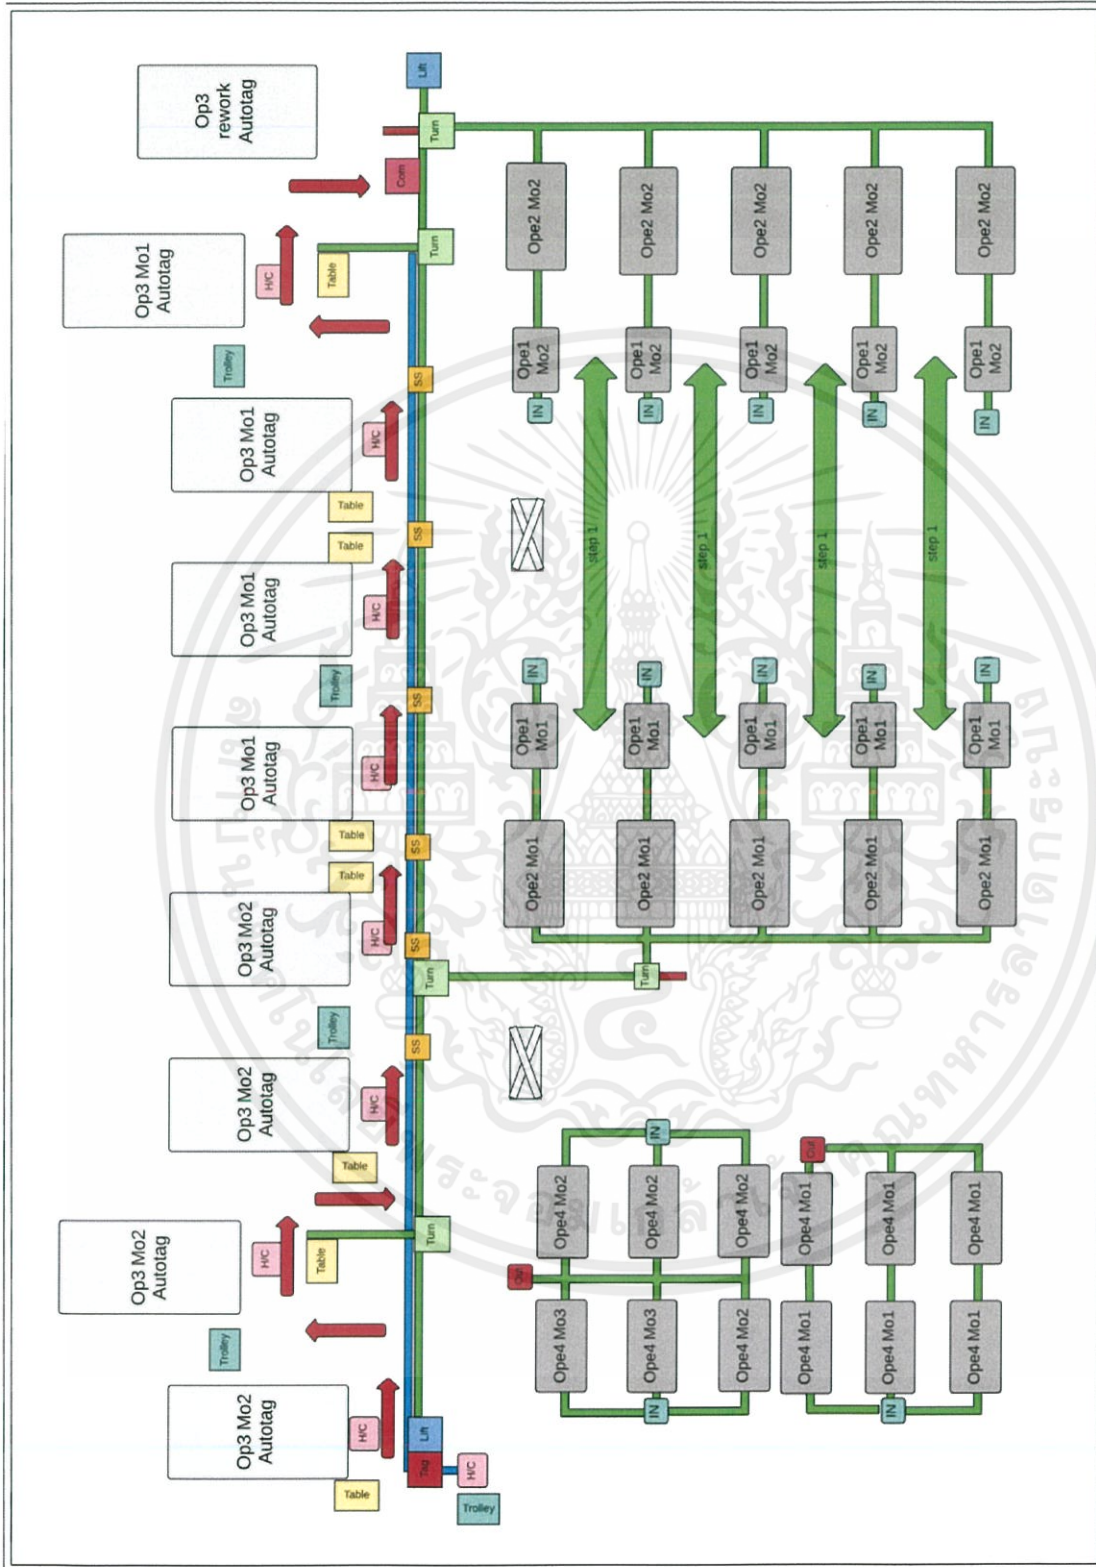 Op3 Mo2
Autotag
Op3 Mo2
Autotag
Op3 Mo2
Autotag
Op3 Mo2
Autotag
Op3 Mo1
Autotag
Op3 Mo1
Autotag
Op3 Mo1
Autotag
Op3 Mo1
Autotag
Op3
rework
Autotag
Trolley
Trolley
Trolley
Trolley
Table
Table
Table
Table
Table
Table
Table
Table
H/C
H/C
H/C
H/C
H/C
H/C
H/C
H/C
Com
Tag
Lift
Turn
SS
Turn
SS
SS
SS
SS
SS
Turn
Turn
Lift
Trolley
H/C
Out
Ope4 Mo3
Ope4 Mo2
Ope2 Mo1
Ope1
Mo1
IN
IN
Ope1
Mo2
Ope2 Mo2
step 1
IN
Ope4 Mo3
Ope4 Mo2
IN
Turn
Ope2 Mo1
Ope1
Mo1
IN
IN
Ope1
Mo2
Ope2 Mo2
step 1
Ope4 Mo2
Ope4 Mo2
Ope2 Mo1
Ope1
Mo1
IN
IN
Ope1
Mo2
Ope2 Mo2
step 1
Ope4 Mo1
Ope4 Mo1
Out
Ope2 Mo1
Ope1
Mo1
IN
IN
Ope1
Mo2
Ope2 Mo2
step 1
IN
Ope4 Mo1
Ope4 Mo1
Ope2 Mo1
Ope1
Mo1
IN
IN
Ope1
Mo2
Ope2 Mo2
Ope4 Mo1
Ope4 Mo1